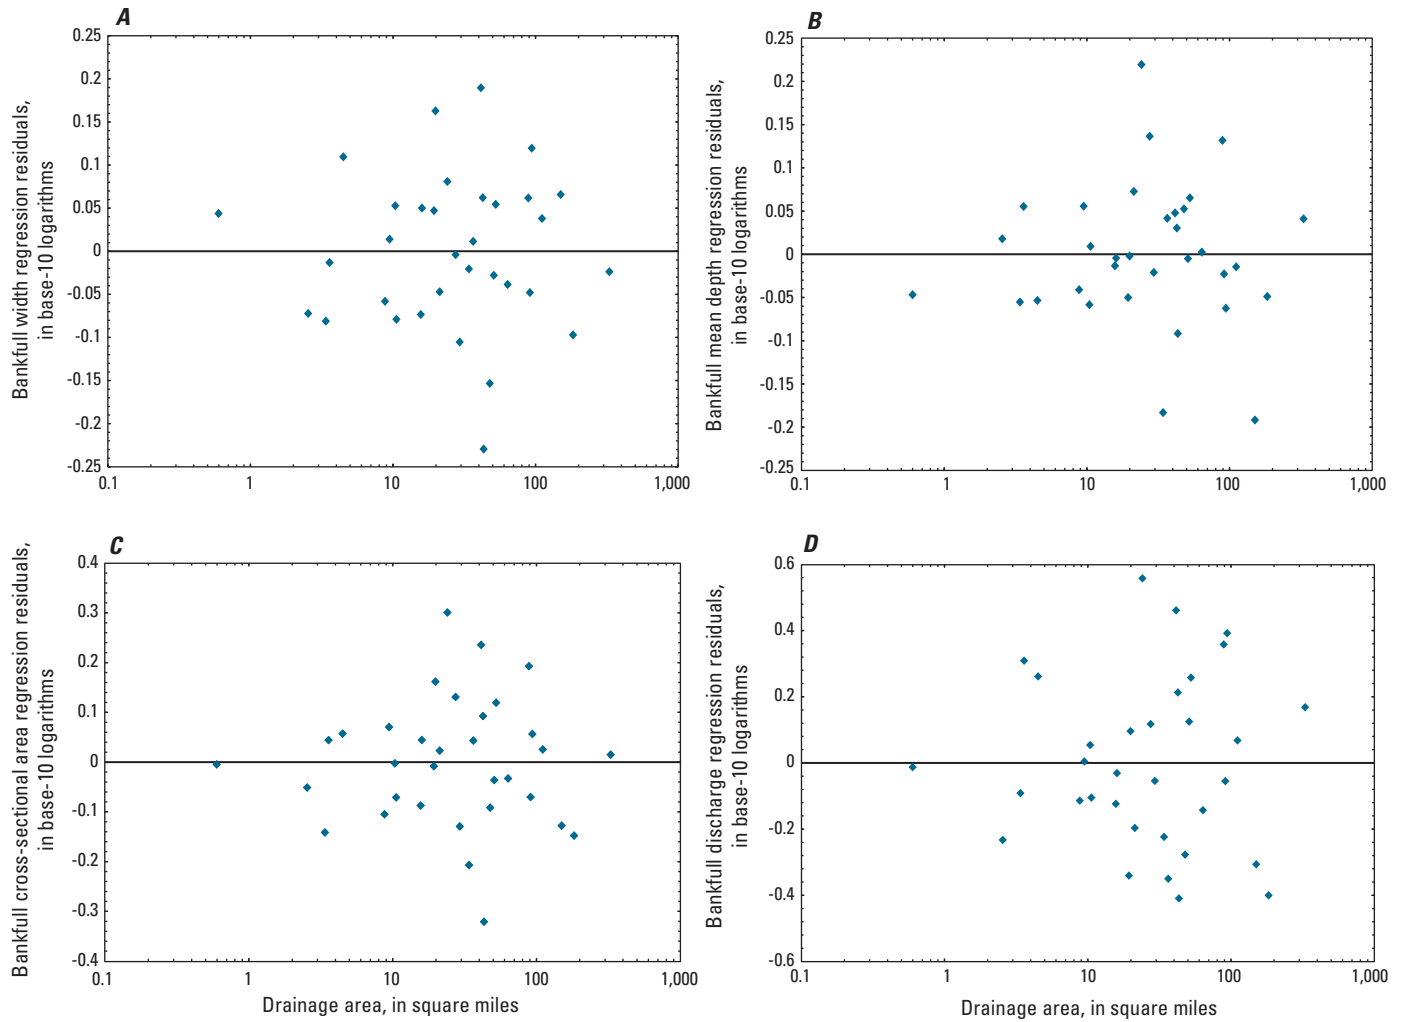 A
Bankfull width regression residuals,
in base-10 logarithms
0.25
0.2
0.15
0.1
0.05
0
-0.05
-0.1
-0.15
-0.2
-0.25
0.1 1 10 100 1,000
B
Bankfull mean depth regression residuals,
in base-10 logarithms
0.25
0.2
0.15
0.1
0.05
0
-0.05
-0.1
-0.15
-0.2
-0.25
0.1 1 10 100 1,000
C
Bankfull cross-sectional area regression residuals,
in base-10 logarithms
0.4
0.3
0.2
0.1
0
-0.1
-0.2
-0.3
-0.4
0.1 1 10 100 1,000
Drainage area, in square miles
D
Bankfull discharge regression residuals,
in base-10 logarithms
0.6
0.4
0.2
0
-0.2
-0.4
-0.6
0.1 1 10 100 1,000
Drainage area, in square miles